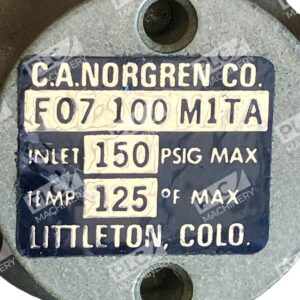 C.A.NORGREN CO.
F07 100 M1TA
INLET 150 PSIG MAX
TEMP 125 °F MAX
LITTLETON, COLO.